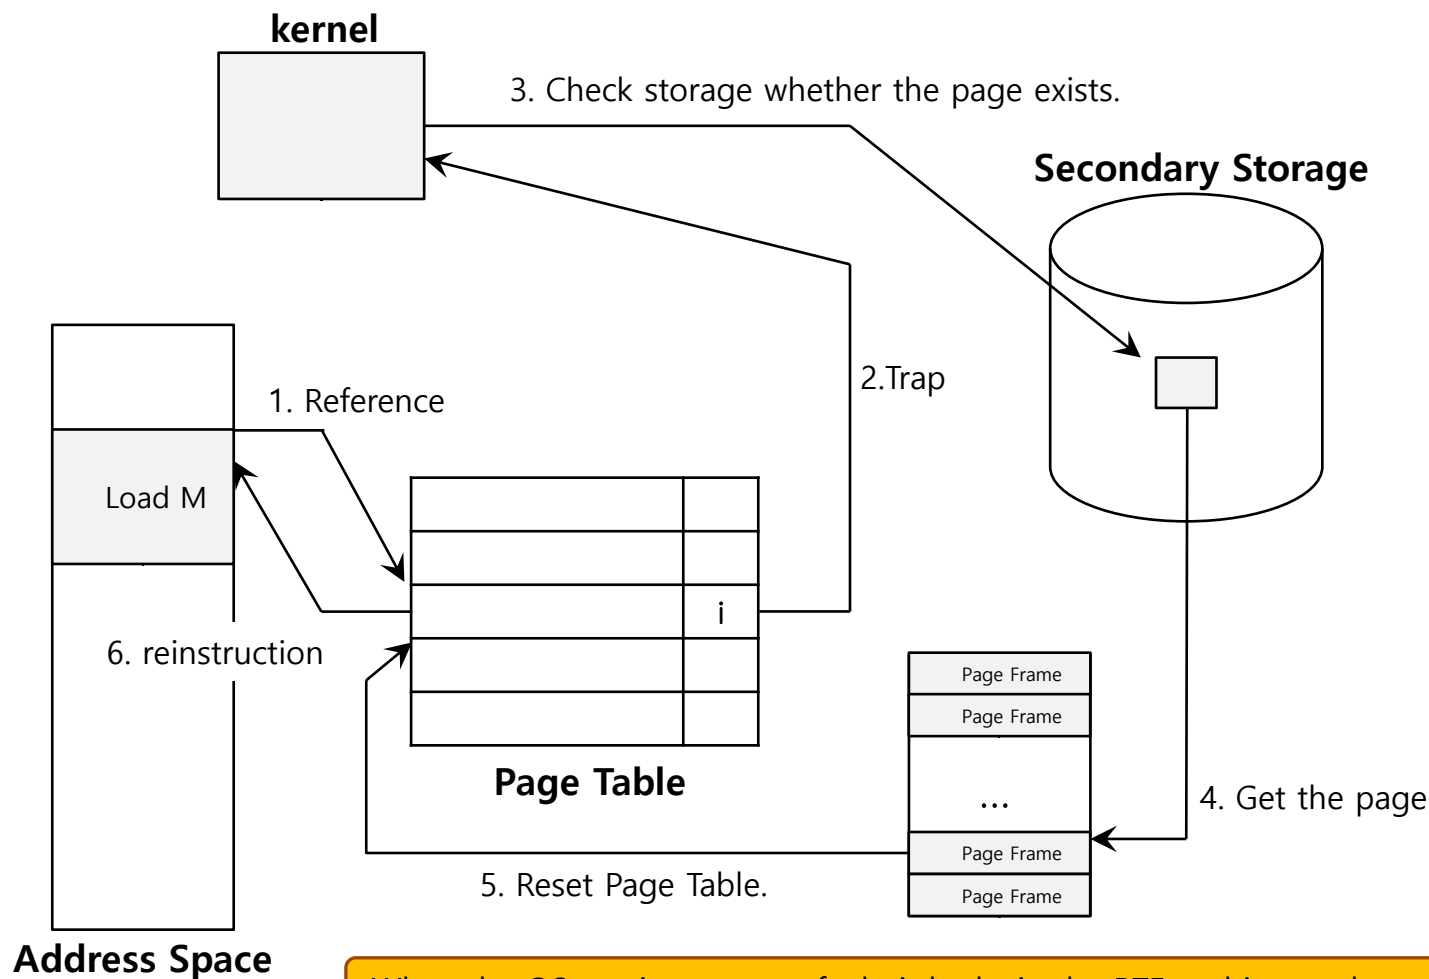 kernel
3. Check storage whether the page exists.
Secondary Storage
2.Trap
1. Reference
Load M
i
6. reinstruction
Page Frame
Page Frame
Page Table
...
4. Get the page
Page Frame
5. Reset Page Table.
Page Frame
Address Space